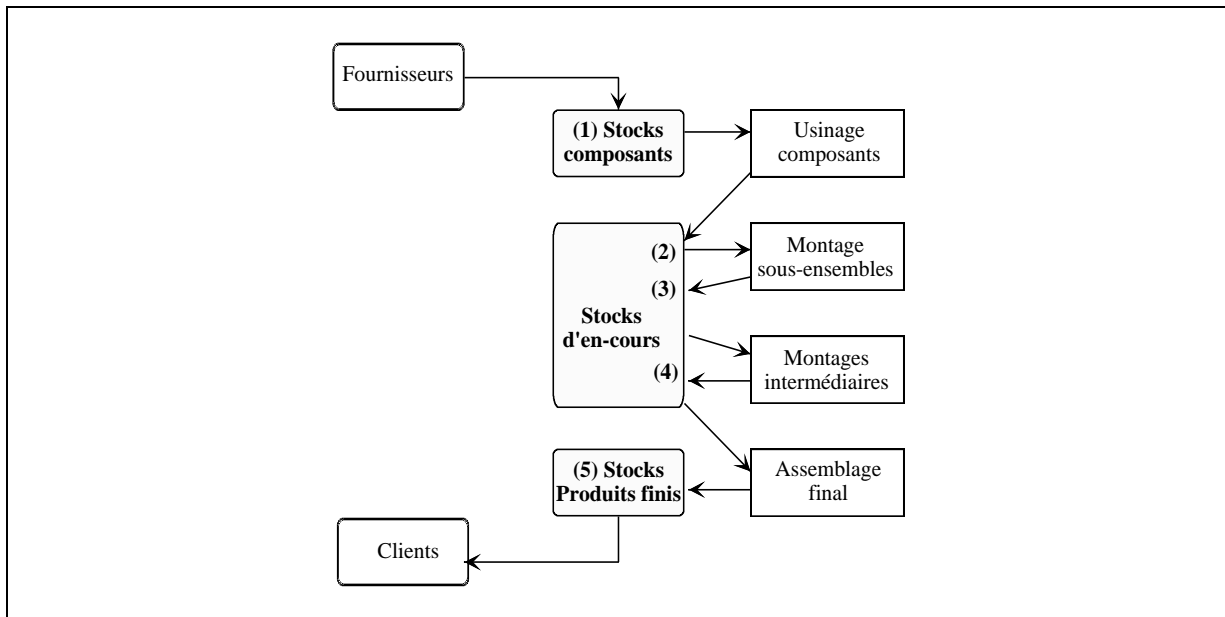 Fournisseurs
(1) Stocks
composants
Usinage
composants
(2)
Montage
sous-ensembles
(3)
Stocks
d'en-cours
Montages
intermédiaires
(4)
(5) Stocks
Produits finis
Assemblage
final
Clients